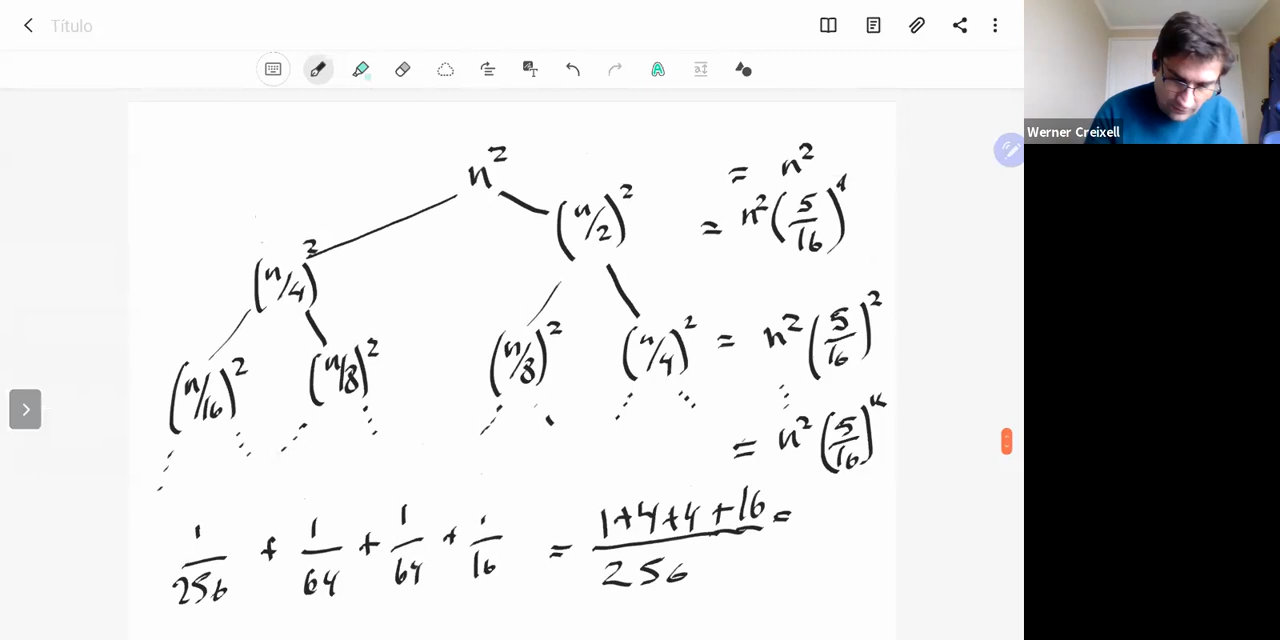 Título
Werner Creixell
n² = n²
(n/4)² (n/2)² = n²(5/16)¹
(n/16)² (n/8)² (n/8)² (n/4)² = n²(5/16)²
= n²(5/16)ᵏ
1/256 + 1/64 + 1/64 + 1/16 = (1+4+4+16)/256 =